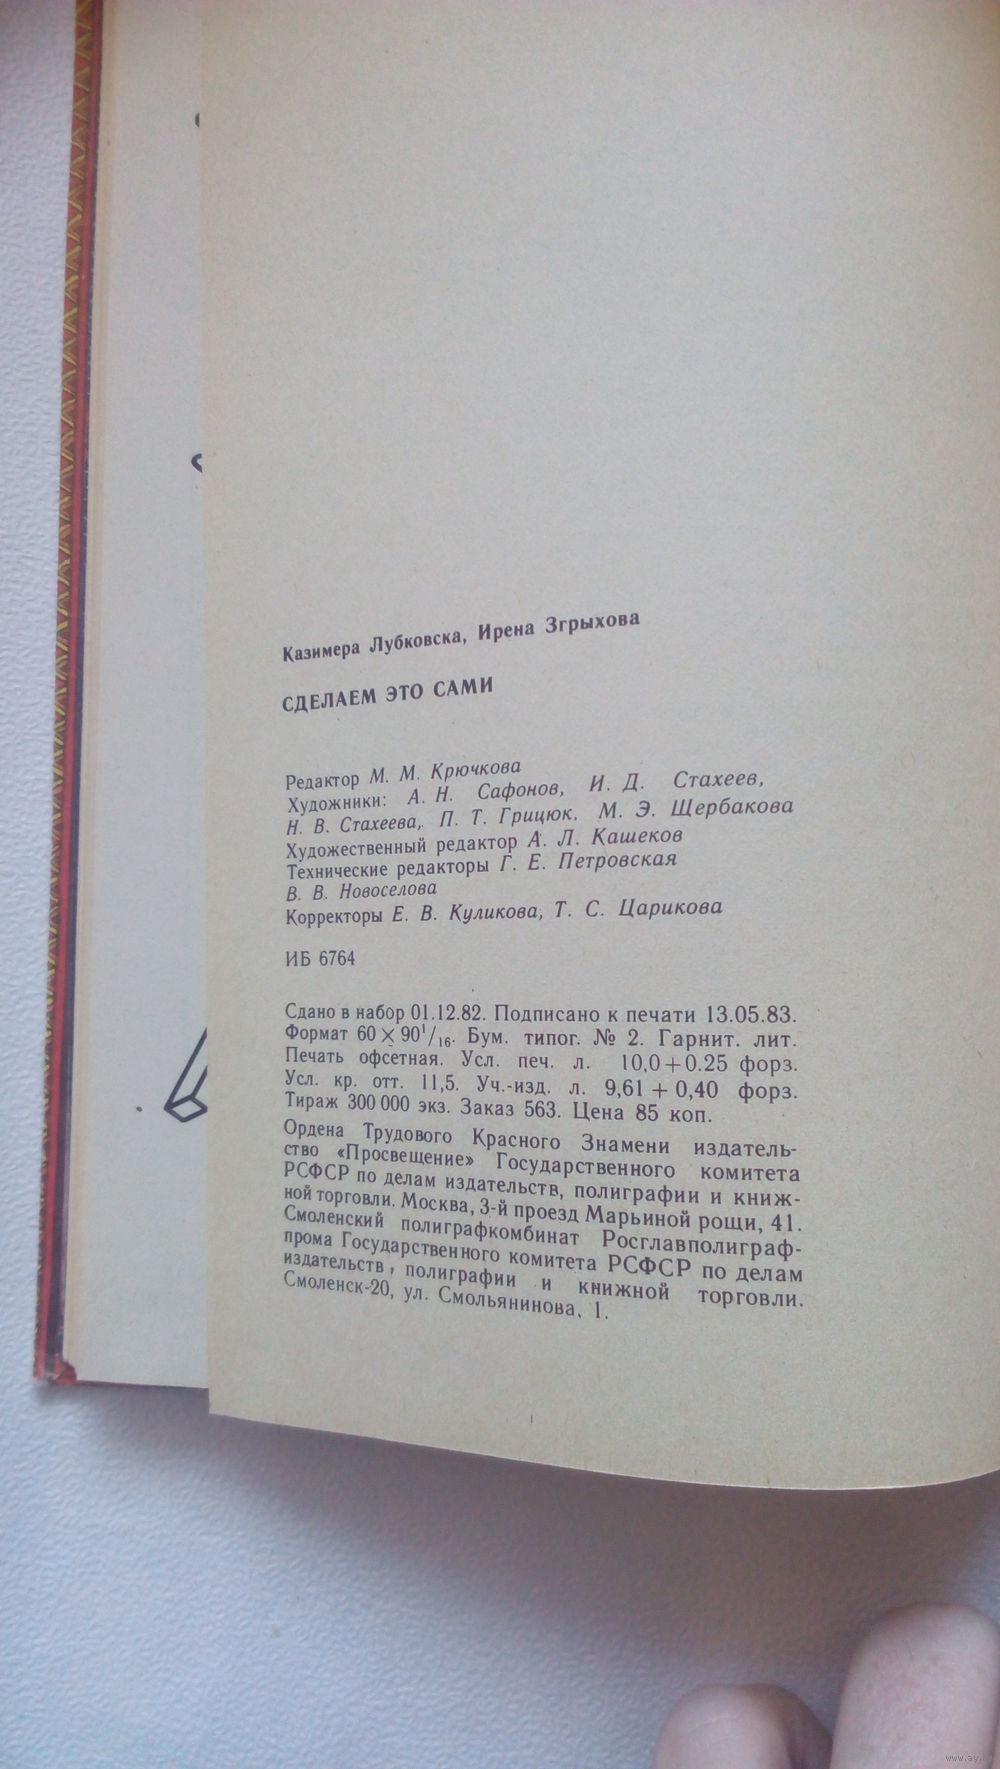 Казимера Лубковска, Ирена Згрыхова
СДЕЛАЕМ ЭТО САМИ
Редактор М. М. Крючкова
Художники: А. Н. Сафонов, И. Д. Стахеев,
Н. В. Стахеева, П. Т. Грицюк, М. Э. Щербакова
Художественный редактор А. Л. Кашеков
Технические редакторы Г. Е. Петровская
В. В. Новоселова
Корректоры Е. В. Куликова, Т. С. Царикова
ИБ 6764
Сдано в набор 01.12.82. Подписано к печати 13.05.83.
Формат 60 × 90¹/₁₆. Бум. типог. № 2. Гарнит. лит.
Печать офсетная. Усл. печ. л. 10,0 + 0.25 форз.
Усл. кр. отт. 11,5. Уч.-изд. л. 9,61 + 0,40 форз.
Тираж 300 000 экз. Заказ 563. Цена 85 коп.
Ордена Трудового Красного Знамени издатель-
ство «Просвещение» Государственного комитета
РСФСР по делам издательств, полиграфии и книж-
ной торговли. Москва, 3-й проезд Марьиной рощи, 41.
Смоленский полиграфкомбинат Росглавполиграф-
прома Государственного комитета РСФСР по делам
издательств, полиграфии и книжной торговли.
Смоленск-20, ул. Смольянинова, 1.